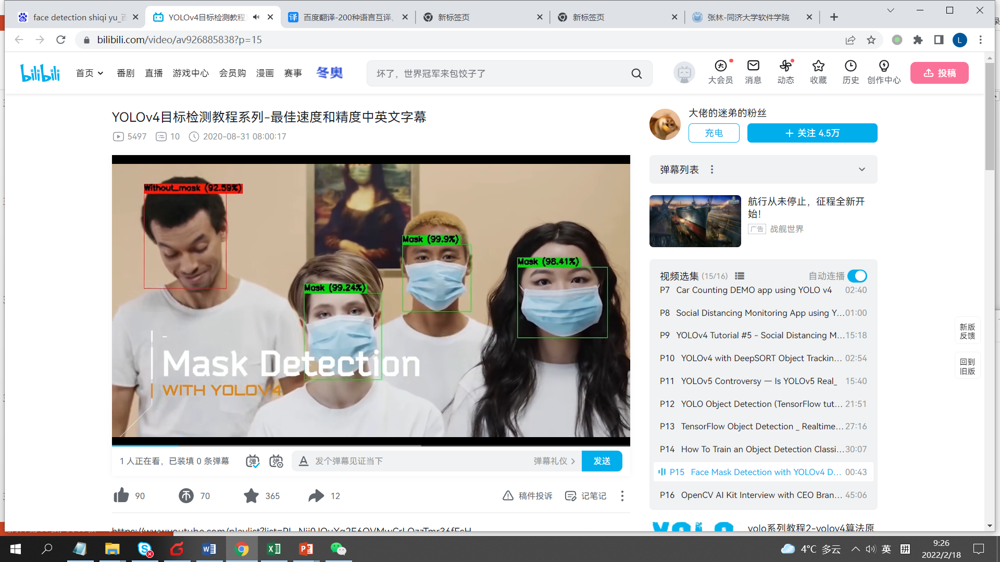 face detection shiqi yu_百
YOLOv4目标检测教程
百度翻译-200种语言互译、
新标签页
新标签页
张林-同济大学软件学院
bilibili.com/video/av926885838?p=15
L
bilibili
首页
番剧
直播
游戏中心
会员购
漫画
赛事
冬奥
坏了，世界冠军来包饺子了
大会员
消息
动态
收藏
历史
创作中心
投稿
YOLOv4目标检测教程系列-最佳速度和精度中英文字幕
5497
10
2020-08-31 08:00:17
大佬的迷弟的粉丝
充电
+ 关注 4.5万
Without_mask (92.59%)
Mask (99.9%)
Mask (98.41%)
Mask (99.24%)
Mask Detection
WITH YOLOV4
弹幕列表
航行从未停止，征程全新开
始！
广告 战舰世界
视频选集 (15/16)
自动连播
P7 Car Counting DEMO app using YOLO v4 02:40
P8 Social Distancing Monitoring App using Y... 01:00
P9 YOLOv4 Tutorial #5 - Social Distancing M... 15:18
P10 YOLOv4 with DeepSORT Object Trackin... 02:54
P11 YOLOv5 Controversy — Is YOLOv5 Real_ 15:40
P12 YOLO Object Detection (TensorFlow tut... 21:51
P13 TensorFlow Object Detection _ Realtime... 27:16
P14 How To Train an Object Detection Classi... 30:07
P15 Face Mask Detection with YOLOv4 D... 00:43
P16 OpenCV AI Kit Interview with CEO Bran... 45:06
新版
反馈
回到
旧版
1 人正在看，已装填 0 条弹幕
弹
弹
A
发个弹幕见证当下
弹幕礼仪
发送
90
70
365
12
稿件投诉
记笔记
yolo系列教程2-yolov4算法原
4°C 多云
英
拼
9:26
2022/2/18